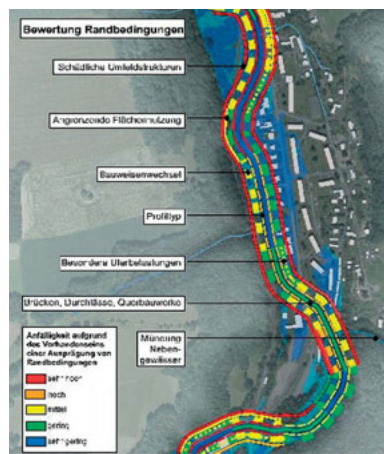 Bewertung Randbedingungen
Schädliche Umfeldstrukturen
Angrenzende Flächennutzung
Bauweisenwechsel
Profiltyp
Besondere Uferbelastungen
Brücken, Durchlässe, Querbauwerke
Mündung
Neben-
gewässer
Anfälligkeit aufgrund
des Vorhandenseins
einer Ausprägung von
Randbedingungen
sehr hoch
hoch
mittel
gering
sehr gering